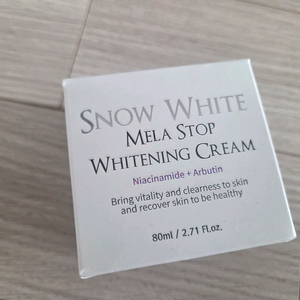 SNOW WHITE
MELA STOP
WHITENING CREAM
Niacinamide + Arbutin
Bring vitality and clearness to skin
and recover skin to be healthy
80ml / 2.71 Fl.oz.